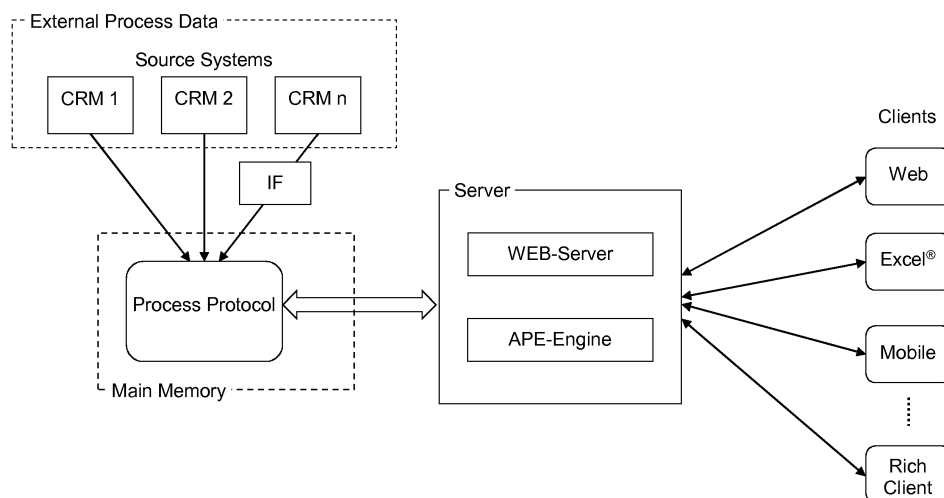 External Process Data
Source Systems
CRM 1
CRM 2
CRM n
IF
Process Protocol
Main Memory
Server
WEB-Server
APE-Engine
Clients
Web
Excel®
Mobile
Rich
Client